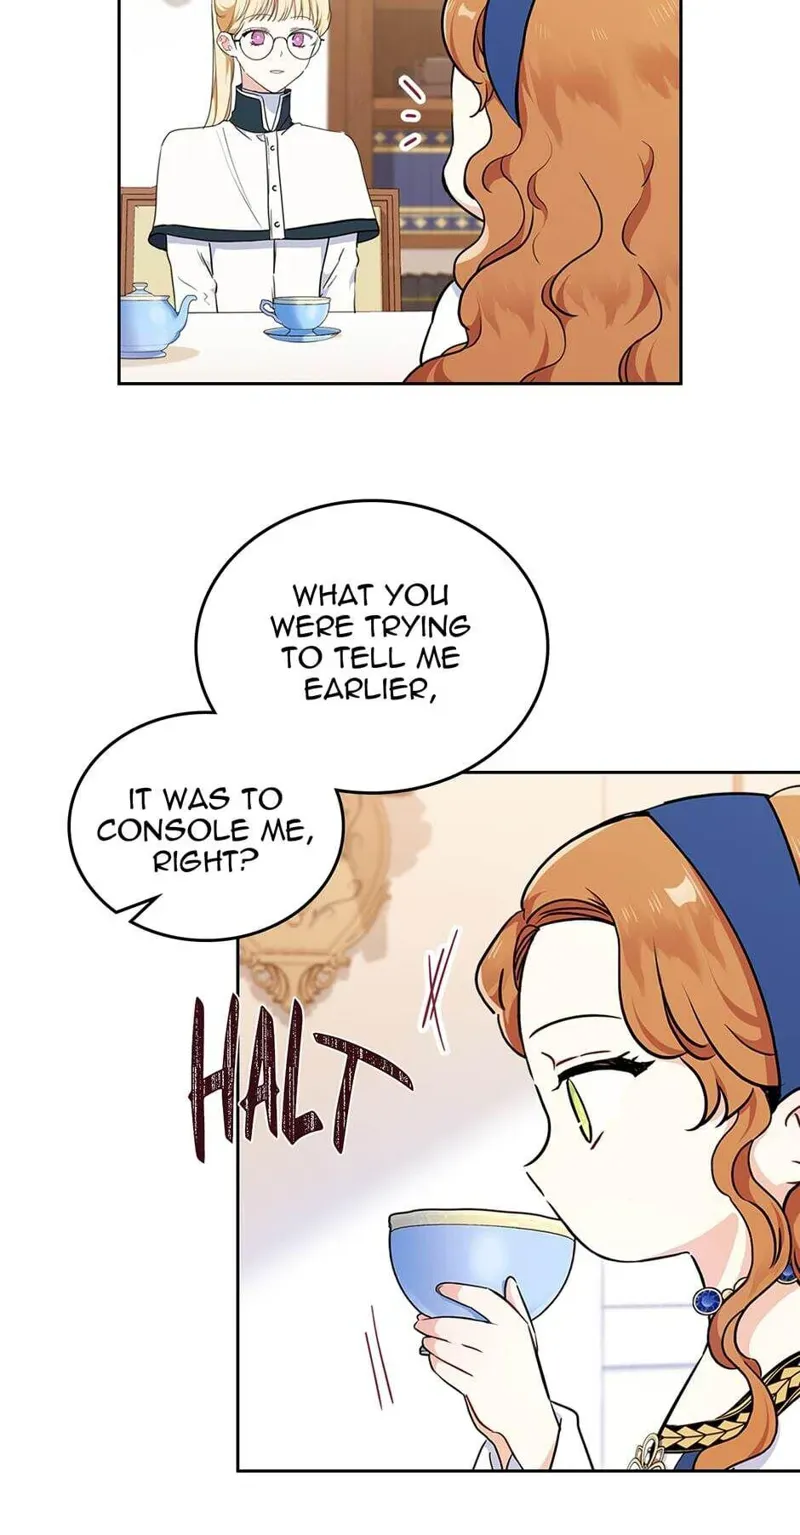 WHAT YOU
WERE TRYING
TO TELL ME
EARLIER,
IT WAS TO
CONSOLE ME,
RIGHT?
HALT